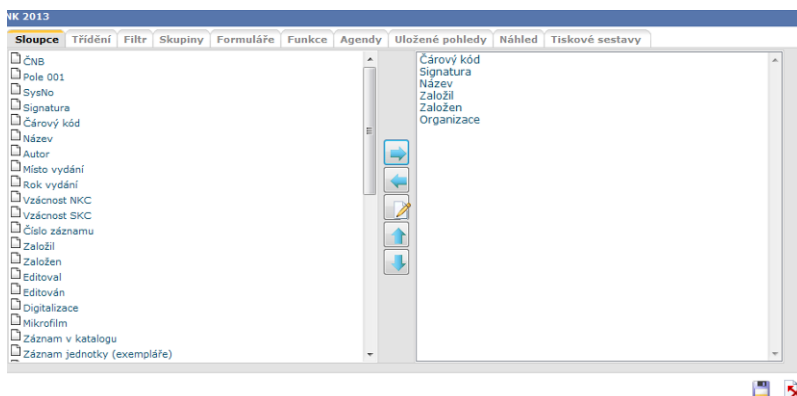 NK 2013
Sloupce Třídění Filtr Skupiny Formuláře Funkce Agendy Uložené pohledy Náhled Tiskové sestavy
ČNB
Pole 001
SysNo
Signatura
Čárový kód
Název
Autor
Místo vydání
Rok vydání
Vzácnost NKC
Vzácnost SKC
Číslo záznamu
Založil
Založen
Editoval
Editován
Digitalizace
Mikrofilm
Záznam v katalogu
Záznam jednotky (exempláře)
Čárový kód
Signatura
Název
Založil
Založen
Organizace